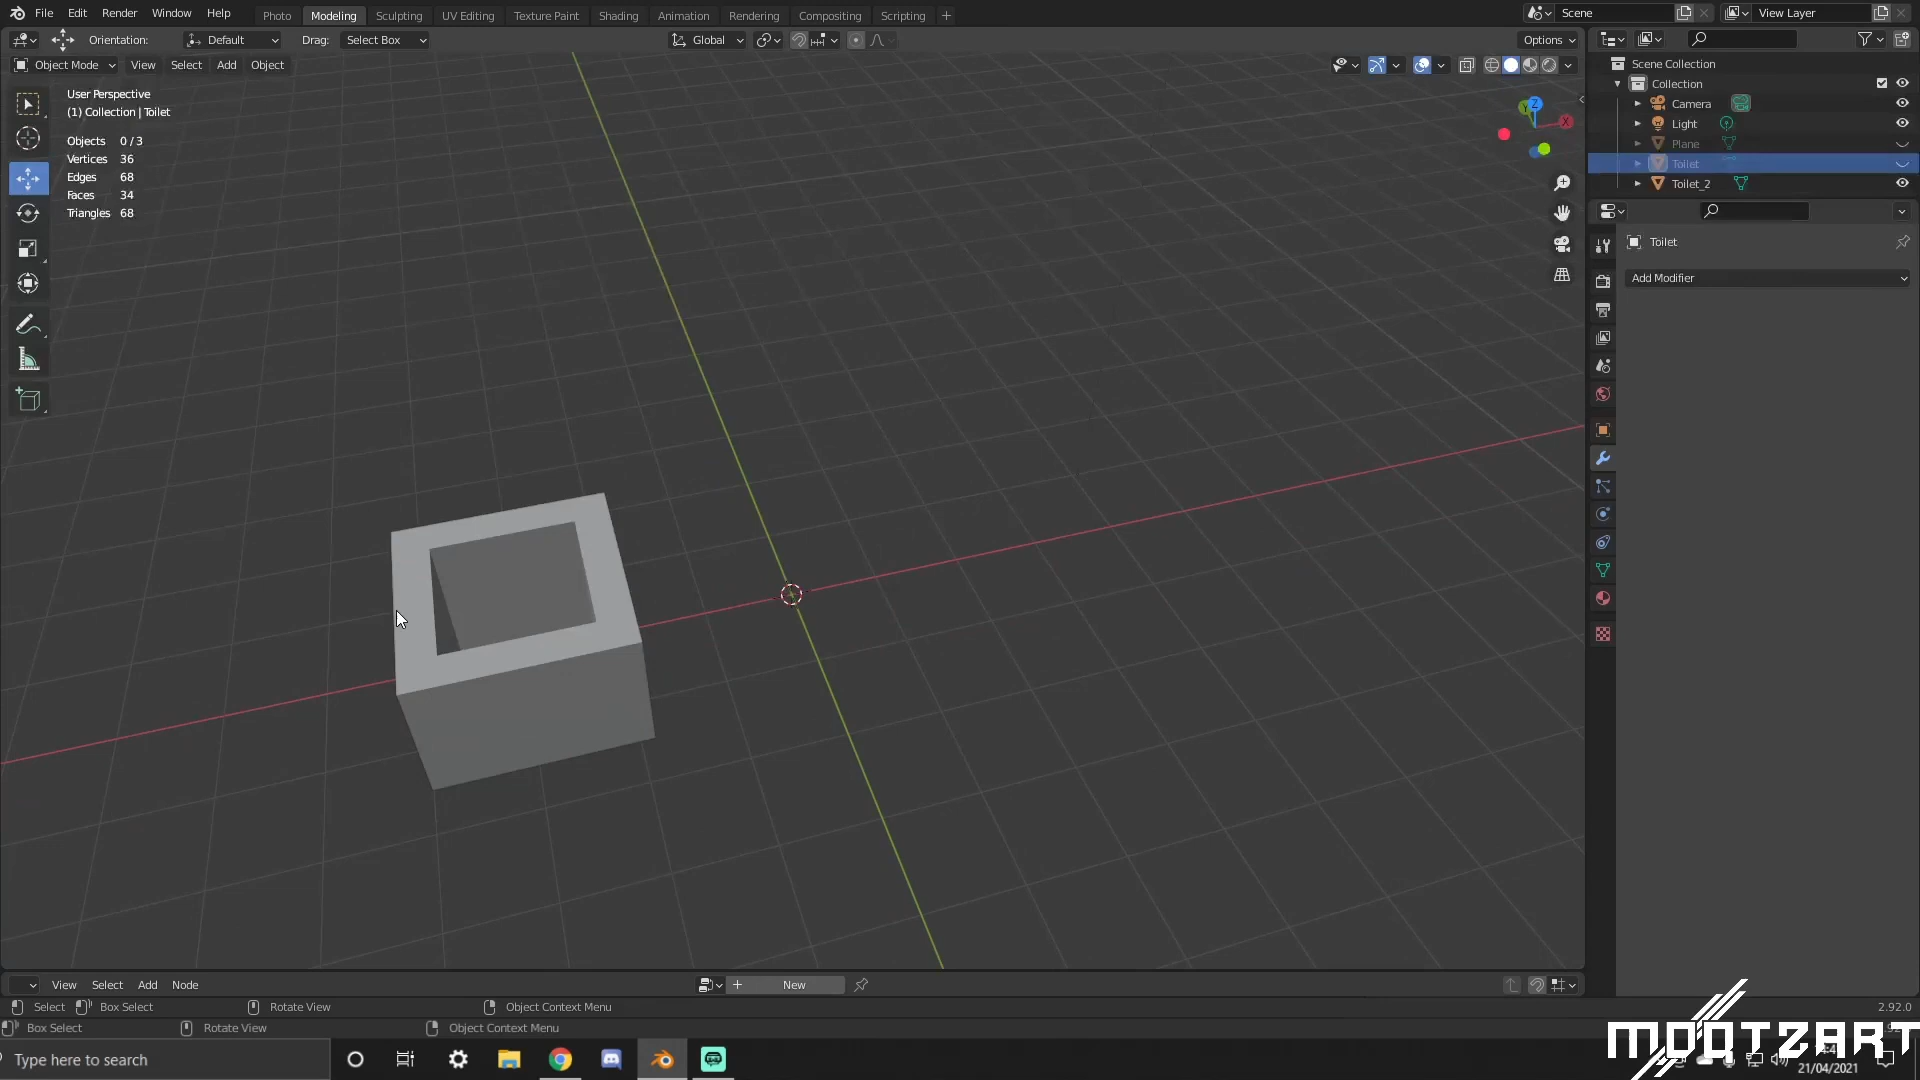 File Edit Render Window Help Photo Modeling Sculpting UV Editing Texture Paint Shading Animation Rendering Compositing Scripting + Scene View Layer
Orientation: Default Drag: Select Box Global Options
Object Mode View Select Add Object
User Perspective
(1) Collection | Toilet
Objects 0 / 3
Vertices 36
Edges 68
Faces 34
Triangles 68
Z
Y
X
Scene Collection
Collection
Camera
Light
Plane
Toilet
Toilet_2
Toilet
Add Modifier
View Select Add Node New
Select Box Select Rotate View Object Context Menu 2.92.0
Box Select Rotate View Object Context Menu
Type here to search
MOOTZART
21/04/2021